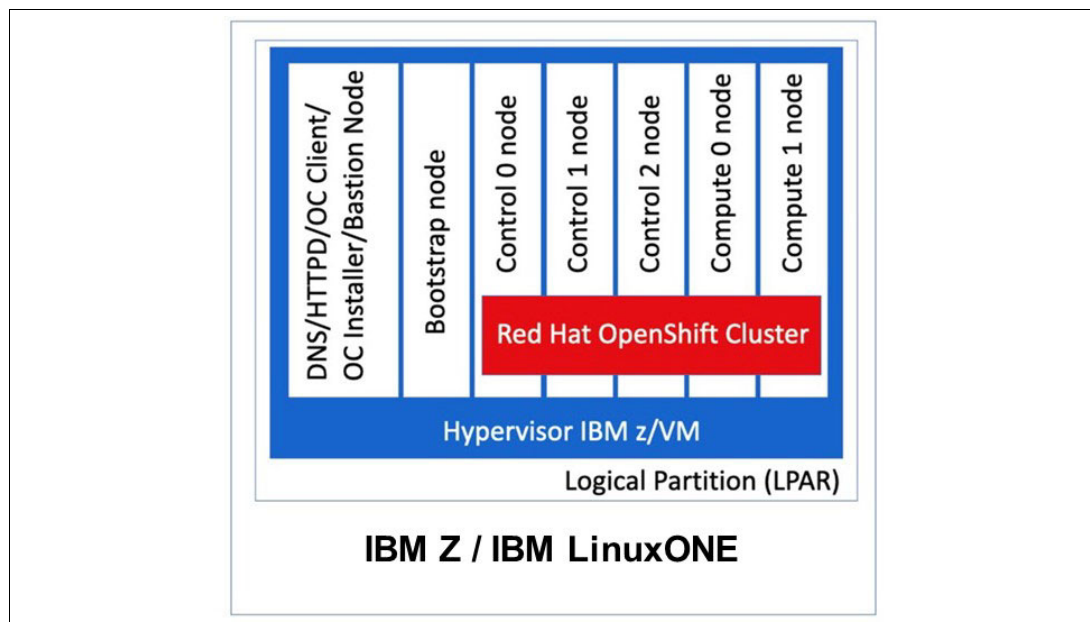 DNS/HTTPD/OC Client/
OC Installer/Bastion Node
Bootstrap node
Control 0 node
Control 1 node
Control 2 node
Compute 0 node
Compute 1 node
Red Hat OpenShift Cluster
Hypervisor IBM z/VM
Logical Partition (LPAR)
IBM Z / IBM LinuxONE